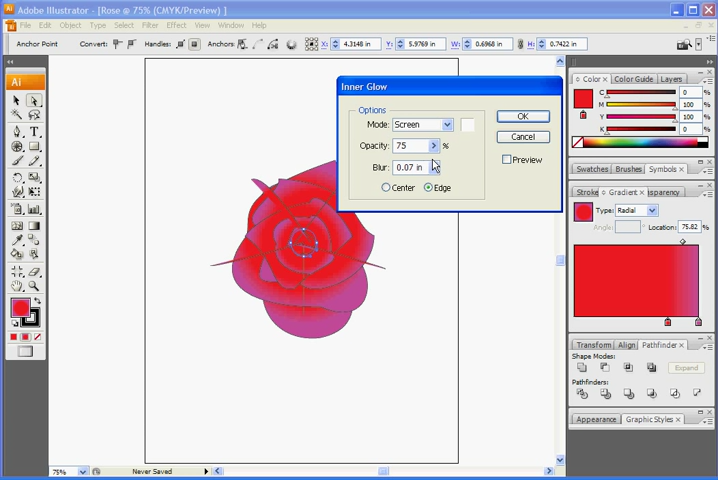 Adobe Illustrator - [Rose @ 75% (CMYK/Preview) ]
File Edit Object Type Select Filter Effect View Window Help
Anchor Point Convert: Handles: Anchors: X: 4.3148 in Y: 5.9769 in W: 0.6968 in H: 0.7422 in
Ai
T
Inner Glow
Options
Mode: Screen
Opacity: 75 %
Blur: 0.07 in
Center Edge
OK
Cancel
Preview
Color × Color Guide Layers
C 0 %
M 100 %
Y 100 %
K 0 %
Swatches Brushes Symbols ×
Stroke Gradient × nsparency
Type: Radial
Angle: Location: 75.82 %
Transform Align Pathfinder ×
Shape Modes:
Expand
Pathfinders:
Appearance Graphic Styles ×
75% Never Saved